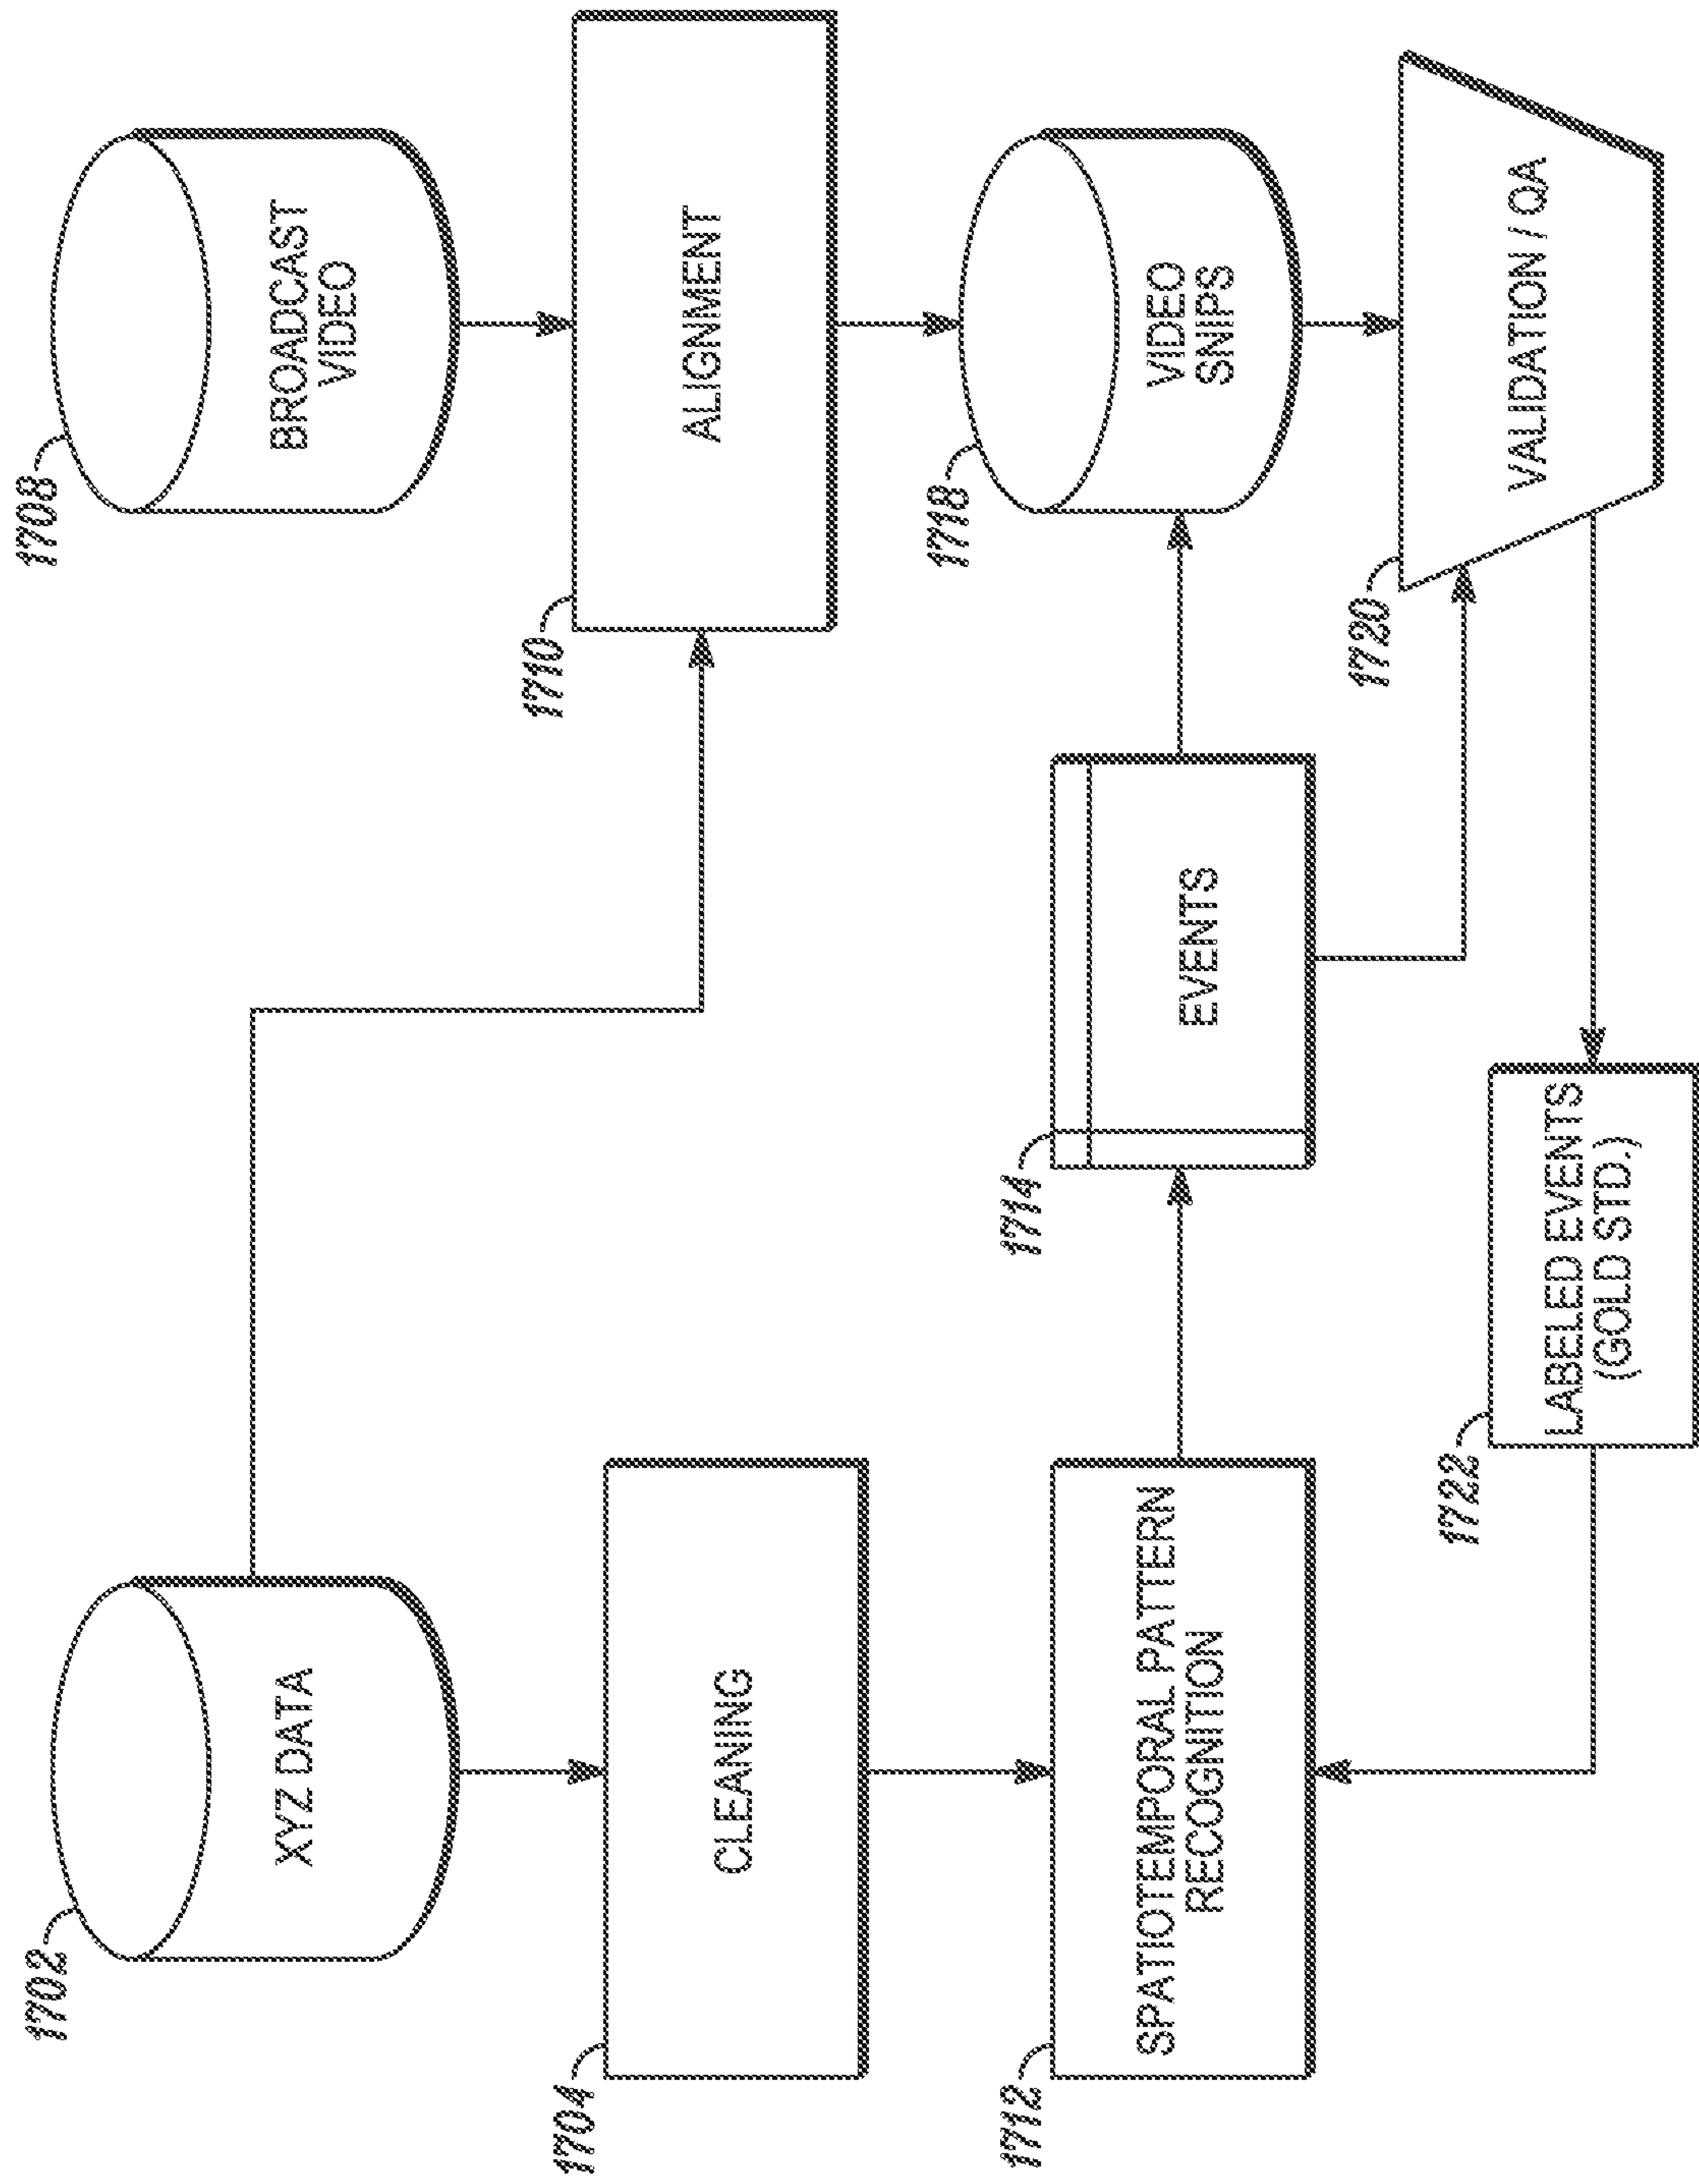 1702
XYZ DATA
1708
BROADCAST
VIDEO
1704
CLEANING
1710
ALIGNMENT
1712
SPATIOTEMPORAL PATTERN
RECOGNITION
1714
EVENTS
1718
VIDEO
SNIPS
1722
LABELED EVENTS
(GOLD STD.)
1720
VALIDATION / QA